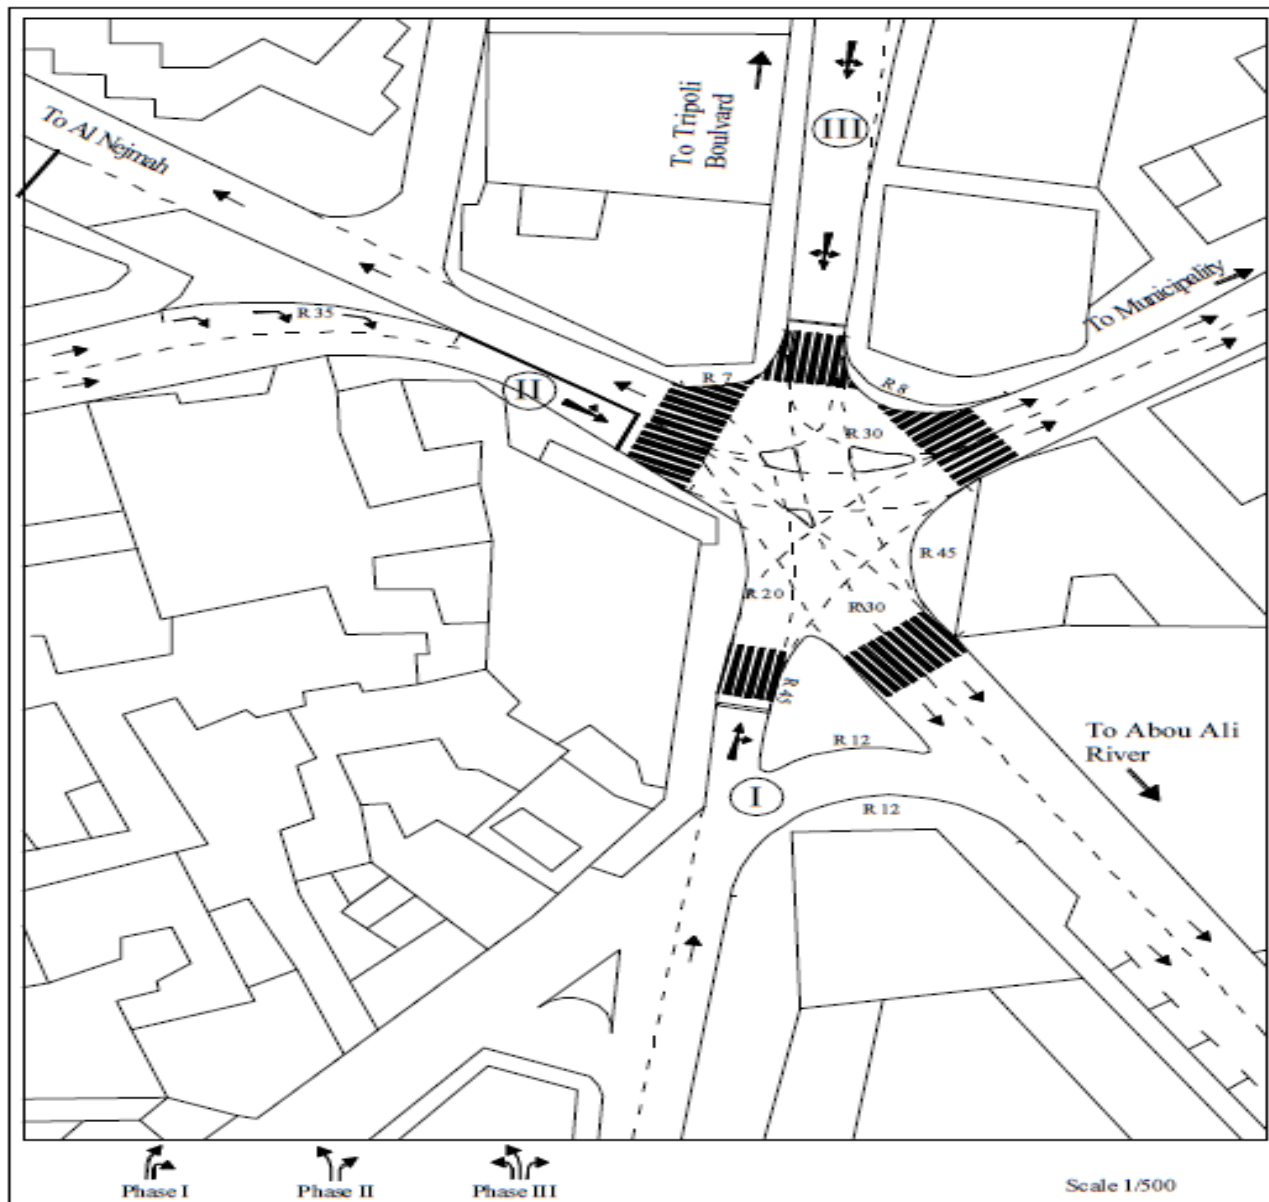 To Al Nejmah
To Tripoli
Boulvard
III
To Municipality
R 35
II
R 7
R 8
R 30
R 45
R 20
R 30
R 45
R 12
To Abou Ali
River
I
R 12
Phase I
Phase II
Phase III
Scale 1/500